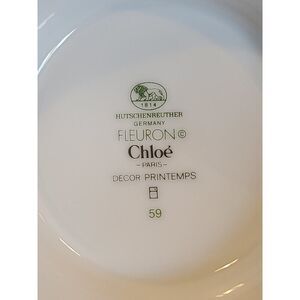 1814
HUTSCHENREUTHER
GERMANY
FLEURON©
Chloé
-PARIS-
DECOR PRINTEMPS
59